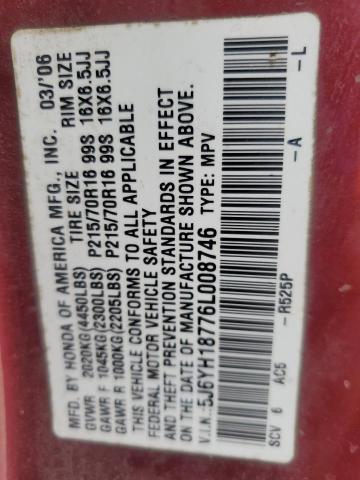 MFD. BY HONDA OF AMERICA MFG., INC. 03/'06
TIRE SIZE RIM SIZE
GVWR 2020KG(4450LBS)
GAWR F 1045KG(2300LBS) P215/70R16 99S 16X6.5JJ
GAWR R 1000KG(2205LBS) P215/70R16 99S 16X6.5JJ
THIS VEHICLE CONFORMS TO ALL APPLICABLE
FEDERAL MOTOR VEHICLE SAFETY
AND THEFT PREVENTION STANDARDS IN EFFECT
ON THE DATE OF MANUFACTURE SHOWN ABOVE.
V.I.N.:5J6YH18776L008746 TYPE: MPV
SCV 6 AC5 -R525P -A -L